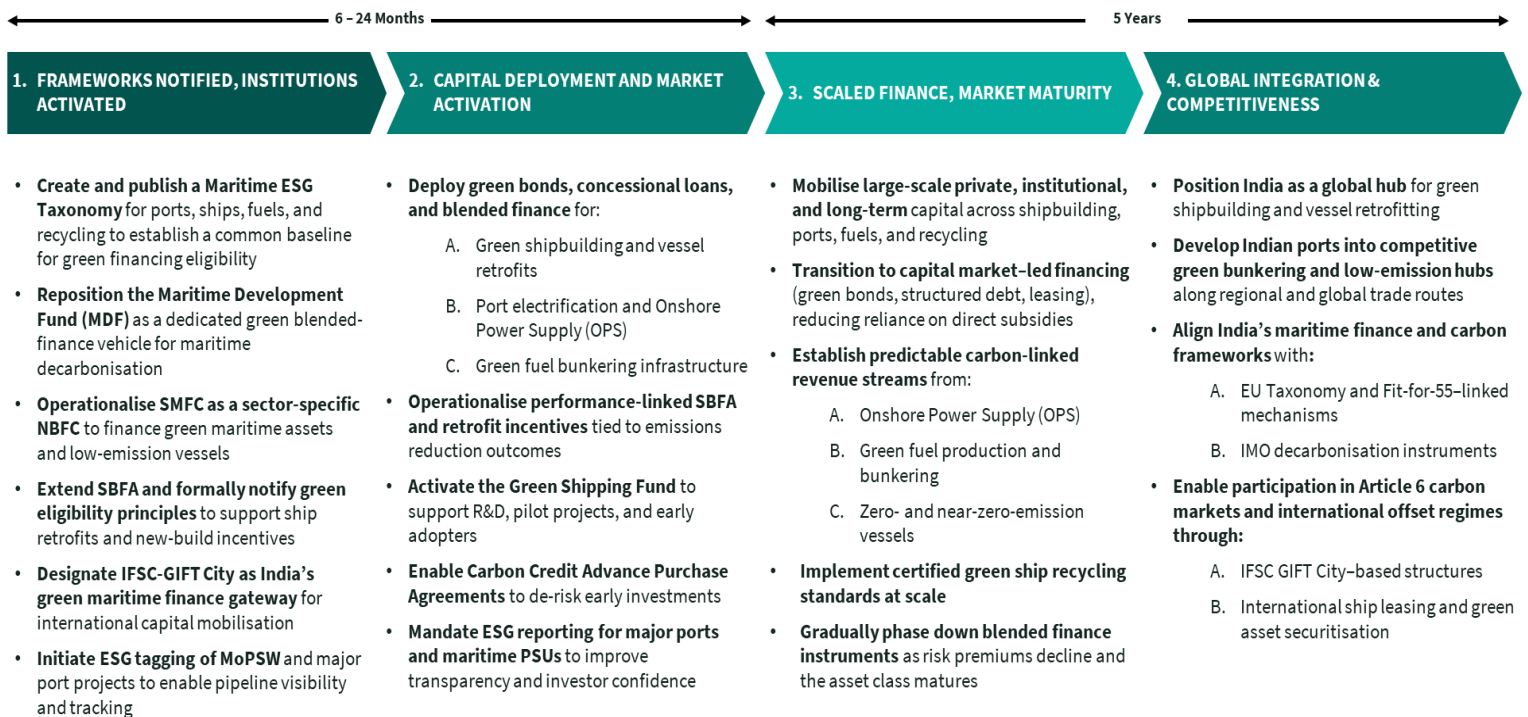 6 – 24 Months
5 Years
1. FRAMEWORKS NOTIFIED, INSTITUTIONS
ACTIVATED
2. CAPITAL DEPLOYMENT AND MARKET
ACTIVATION
3. SCALED FINANCE, MARKET MATURITY
4. GLOBAL INTEGRATION &
COMPETITIVENESS
• Create and publish a Maritime ESG
Taxonomy for ports, ships, fuels, and
recycling to establish a common baseline
for green financing eligibility
• Reposition the Maritime Development
Fund (MDF) as a dedicated green blended-
finance vehicle for maritime
decarbonisation
• Operationalise SMFC as a sector-specific
NBFC to finance green maritime assets
and low-emission vessels
• Extend SBFA and formally notify green
eligibility principles to support ship
retrofits and new-build incentives
• Designate IFSC-GIFT City as India's
green maritime finance gateway for
international capital mobilisation
• Initiate ESG tagging of MoPSW and major
port projects to enable pipeline visibility
and tracking
• Deploy green bonds, concessional loans,
and blended finance for:
A. Green shipbuilding and vessel
retrofits
B. Port electrification and Onshore
Power Supply (OPS)
C. Green fuel bunkering infrastructure
• Operationalise performance-linked SBFA
and retrofit incentives tied to emissions
reduction outcomes
• Activate the Green Shipping Fund to
support R&D, pilot projects, and early
adopters
• Enable Carbon Credit Advance Purchase
Agreements to de-risk early investments
• Mandate ESG reporting for major ports
and maritime PSUs to improve
transparency and investor confidence
• Mobilise large-scale private, institutional,
and long-term capital across shipbuilding,
ports, fuels, and recycling
• Transition to capital market–led financing
(green bonds, structured debt, leasing),
reducing reliance on direct subsidies
• Establish predictable carbon-linked
revenue streams from:
A. Onshore Power Supply (OPS)
B. Green fuel production and
bunkering
C. Zero- and near-zero-emission
vessels
• Implement certified green ship recycling
standards at scale
• Gradually phase down blended finance
instruments as risk premiums decline and
the asset class matures
• Position India as a global hub for green
shipbuilding and vessel retrofitting
• Develop Indian ports into competitive
green bunkering and low-emission hubs
along regional and global trade routes
• Align India's maritime finance and carbon
frameworks with:
A. EU Taxonomy and Fit-for-55–linked
mechanisms
B. IMO decarbonisation instruments
• Enable participation in Article 6 carbon
markets and international offset regimes
through:
A. IFSC GIFT City–based structures
B. International ship leasing and green
asset securitisation